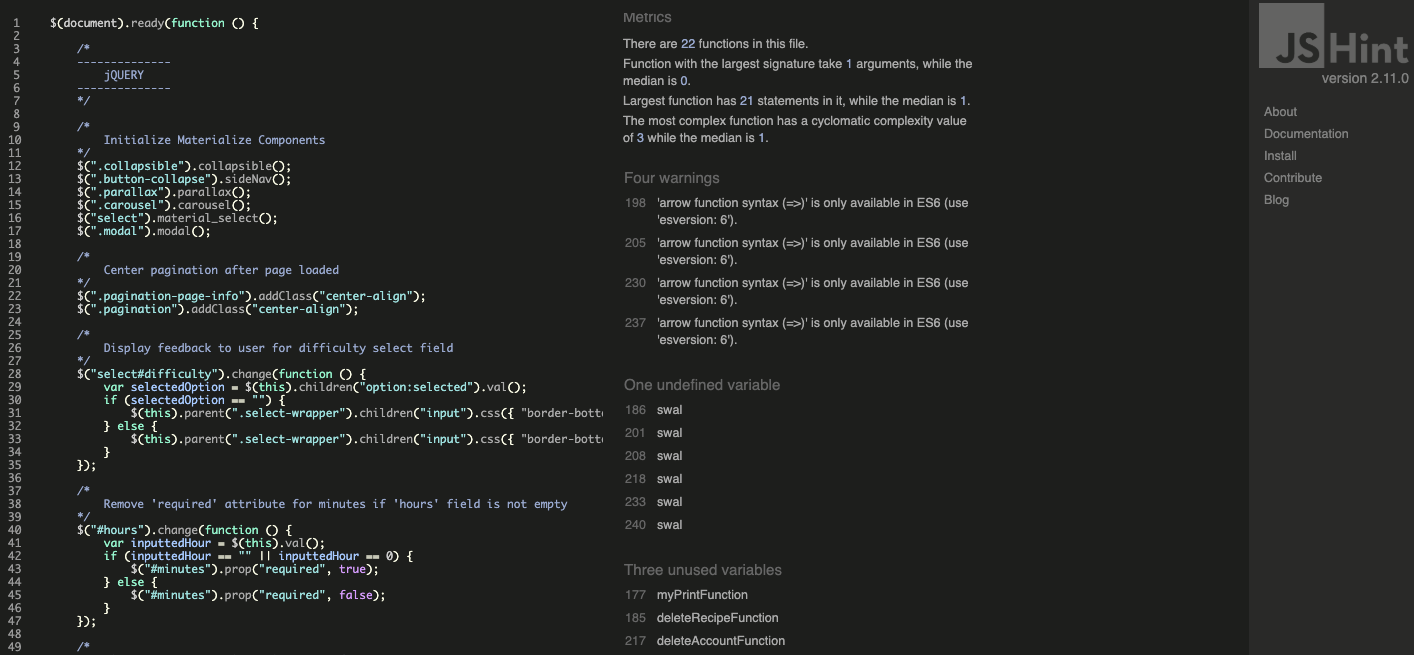 1 $(document).ready(function () {
2
3 /*
4 --------------
5 jQUERY
6 --------------
7 */
8
9 /*
10 Initialize Materialize Components
11 */
12 $(".collapsible").collapsible();
13 $(".button-collapse").sideNav();
14 $(".parallax").parallax();
15 $(".carousel").carousel();
16 $("select").material_select();
17 $(".modal").modal();
18
19 /*
20 Center pagination after page loaded
21 */
22 $(".pagination-page-info").addClass("center-align");
23 $(".pagination").addClass("center-align");
24
25 /*
26 Display feedback to user for difficulty select field
27 */
28 $("select#difficulty").change(function () {
29 var selectedOption = $(this).children("option:selected").val();
30 if (selectedOption == "") {
31 $(this).parent(".select-wrapper").children("input").css({ "border-botto
32 } else {
33 $(this).parent(".select-wrapper").children("input").css({ "border-botto
34 }
35 });
36
37 /*
38 Remove 'required' attribute for minutes if 'hours' field is not empty
39 */
40 $("#hours").change(function () {
41 var inputtedHour = $(this).val();
42 if (inputtedHour == "" || inputtedHour == 0) {
43 $("#minutes").prop("required", true);
44 } else {
45 $("#minutes").prop("required", false);
46 }
47 });
48
49 /*
Metrics
There are 22 functions in this file.
Function with the largest signature take 1 arguments, while the
median is 0.
Largest function has 21 statements in it, while the median is 1.
The most complex function has a cyclomatic complexity value
of 3 while the median is 1.
Four warnings
198 'arrow function syntax (=>)' is only available in ES6 (use
'esversion: 6').
205 'arrow function syntax (=>)' is only available in ES6 (use
'esversion: 6').
230 'arrow function syntax (=>)' is only available in ES6 (use
'esversion: 6').
237 'arrow function syntax (=>)' is only available in ES6 (use
'esversion: 6').
One undefined variable
186 swal
201 swal
208 swal
218 swal
233 swal
240 swal
Three unused variables
177 myPrintFunction
185 deleteRecipeFunction
217 deleteAccountFunction
JSHint
version 2.11.0
About
Documentation
Install
Contribute
Blog